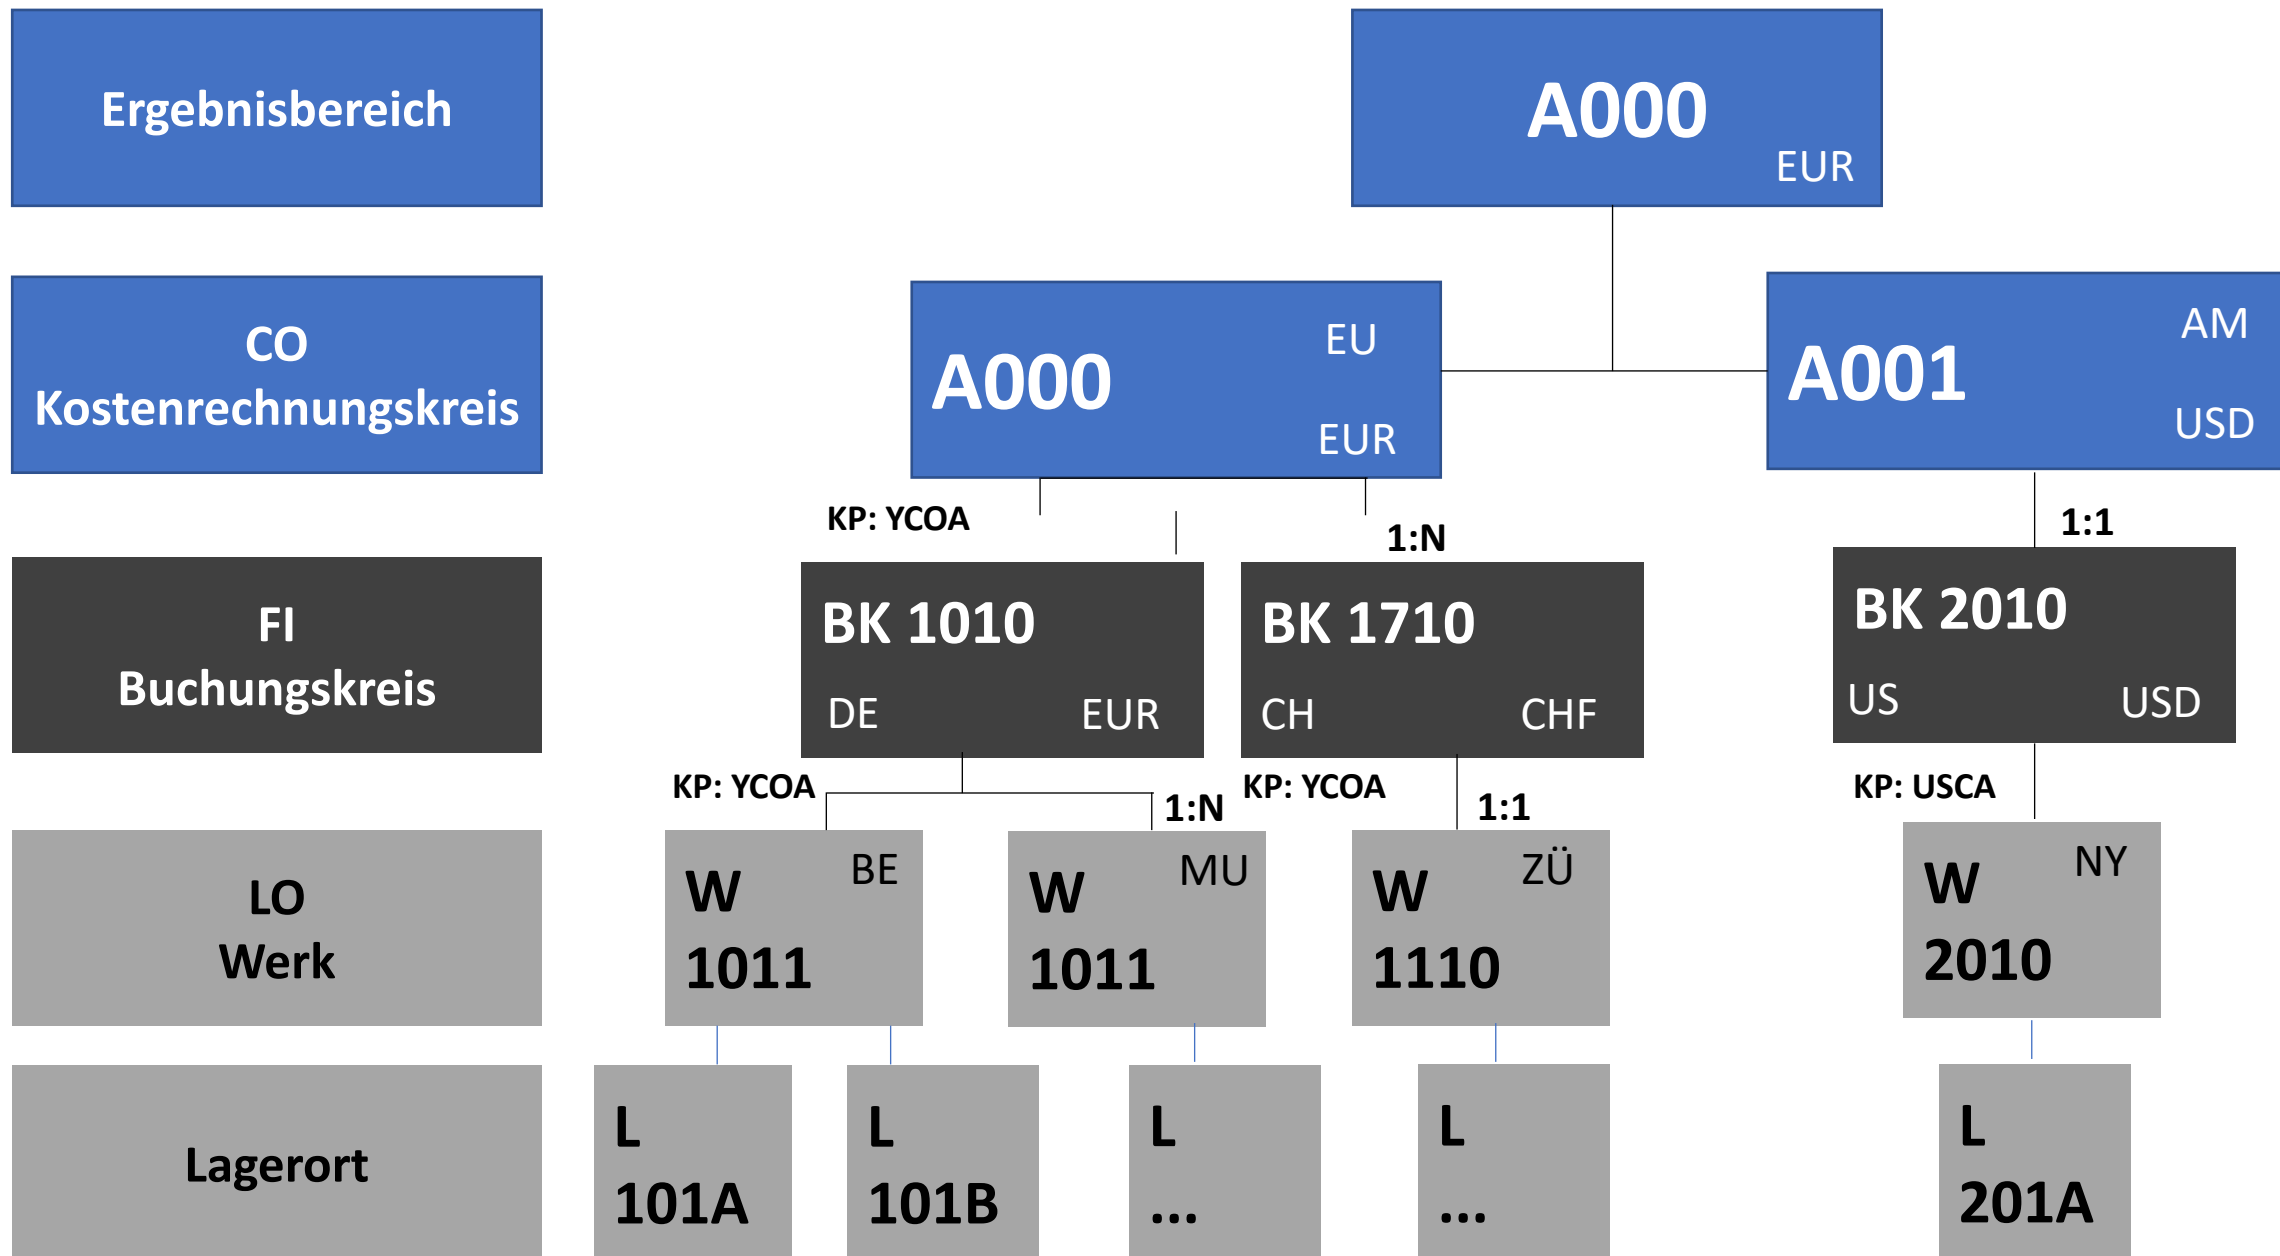 Ergebnisbereich
A000
EUR
CO
Kostenrechnungskreis
A000
EU
EUR
A001
AM
USD
KP: YCOA
1:N
1:1
FI
Buchungskreis
BK 1010
DE
EUR
BK 1710
CH
CHF
BK 2010
US
USD
KP: YCOA
1:N
KP: YCOA
1:1
KP: USCA
LO
Werk
W
BE
1011
W
MU
1011
W
ZÜ
1110
W
NY
2010
Lagerort
L
101A
L
101B
L
...
L
...
L
201A